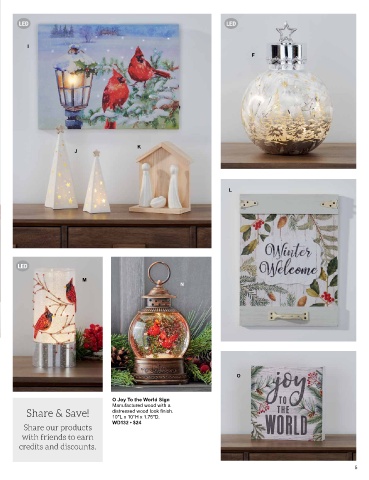 LED
I
J
K
LED
F
L
Winter
Welcome
LED
M
N
O Joy To the World Sign
Manufactured wood with a
distressed wood look finish.
10"L x 10"H x 1.75"D.
WD132 • $24
O
joy
TO
THE
WORLD
Share & Save!
Share our products
with friends to earn
credits and discounts.